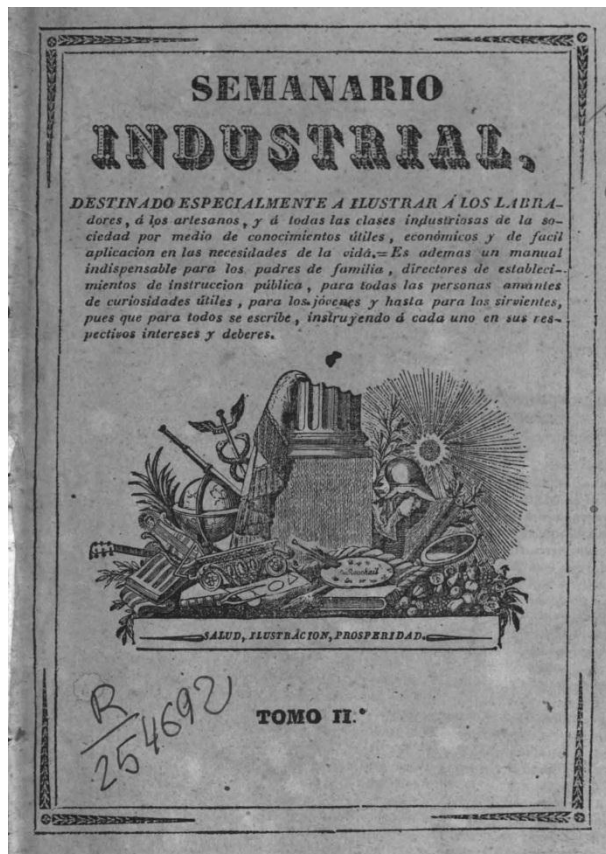 SEMANARIO
INDUSTRIAL,
DESTINADO ESPECIALMENTE A ILUSTRAR Á LOS LABRA-
dores, á los artesanos, y á todas las clases industriosas de la so-
ciedad por medio de conocimientos útiles, económicos y de facil
aplicacion en las necesidades de la vida.=Es ademas un manual
indispensable para los padres de familia, directores de estableci-
mientos de instruccion pública, para todas las personas amantes
de curiosidades útiles, para los jóvenes y hasta para los sirvientes,
pues que para todos se escribe, instruyendo á cada uno en sus res-
pectivos intereses y deberes.
SALUD, ILUSTRACION, PROSPERIDAD.
R
254692
TOMO II.º